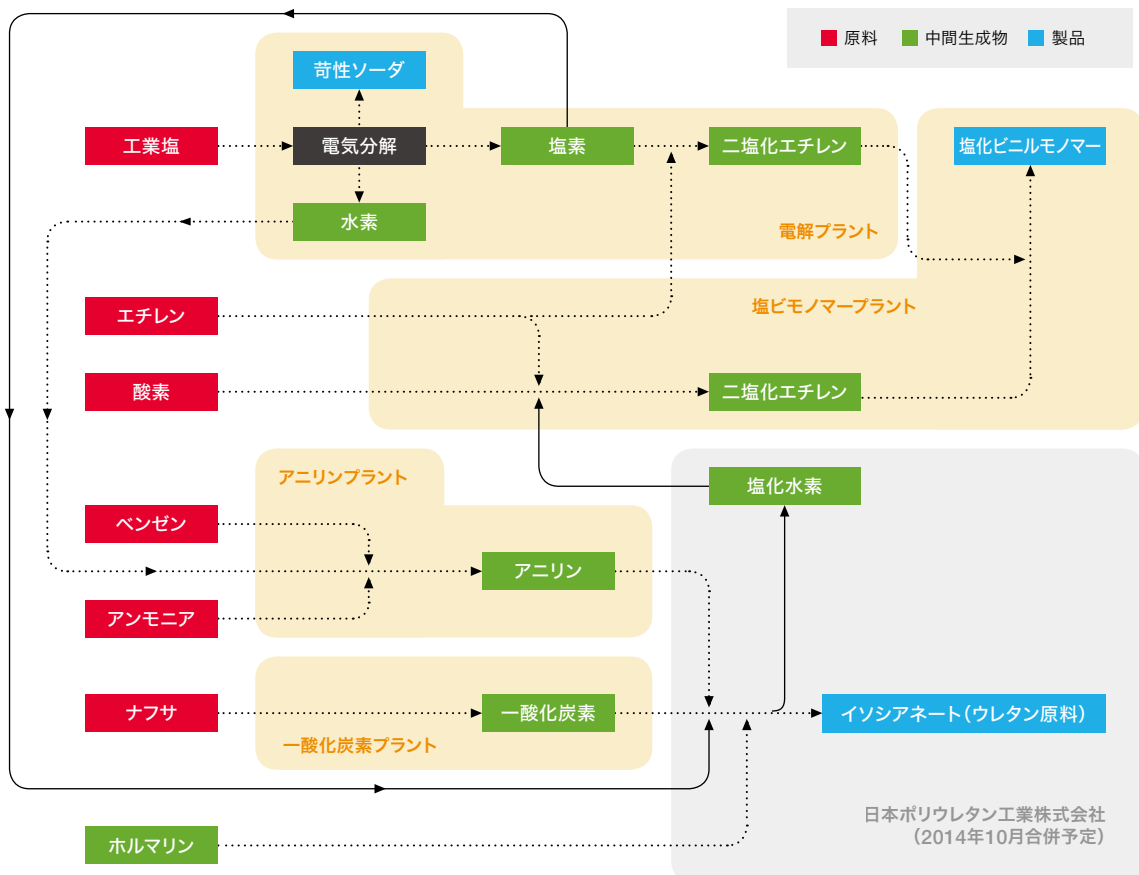 原料
中間生成物
製品
苛性ソーダ
工業塩
電気分解
塩素
二塩化エチレン
塩化ビニルモノマー
水素
電解プラント
エチレン
塩ビモノマープラント
酸素
二塩化エチレン
アニリンプラント
塩化水素
ベンゼン
アニリン
アンモニア
ナフサ
一酸化炭素
イソシアネート(ウレタン原料)
一酸化炭素プラント
日本ポリウレタン工業株式会社
(2014年10月合併予定)
ホルマリン